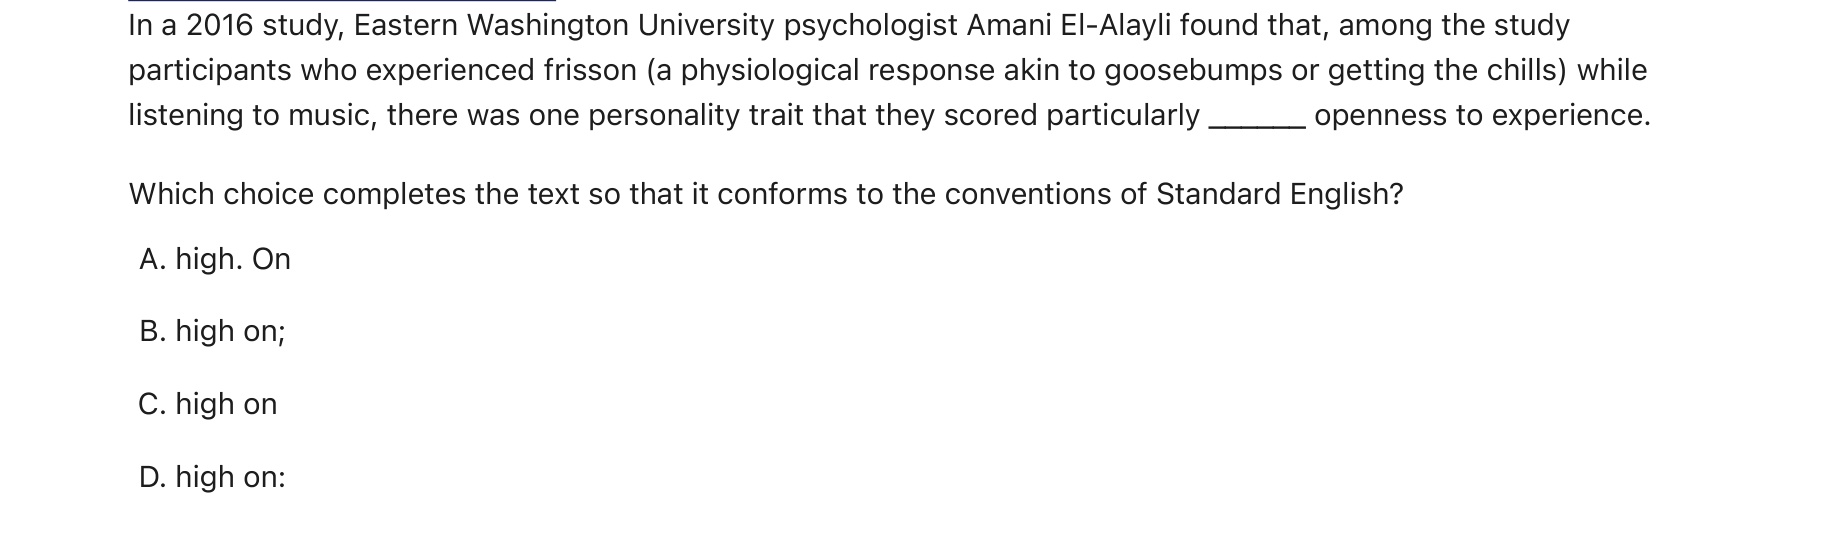 In a 2016 study, Eastern Washington University psychologist Amani El-Alayli found that, among the study
participants who experienced frisson (a physiological response akin to goosebumps or getting the chills) while
listening to music, there was one personality trait that they scored particularly ______ openness to experience.
Which choice completes the text so that it conforms to the conventions of Standard English?
A. high. On
B. high on;
C. high on
D. high on: